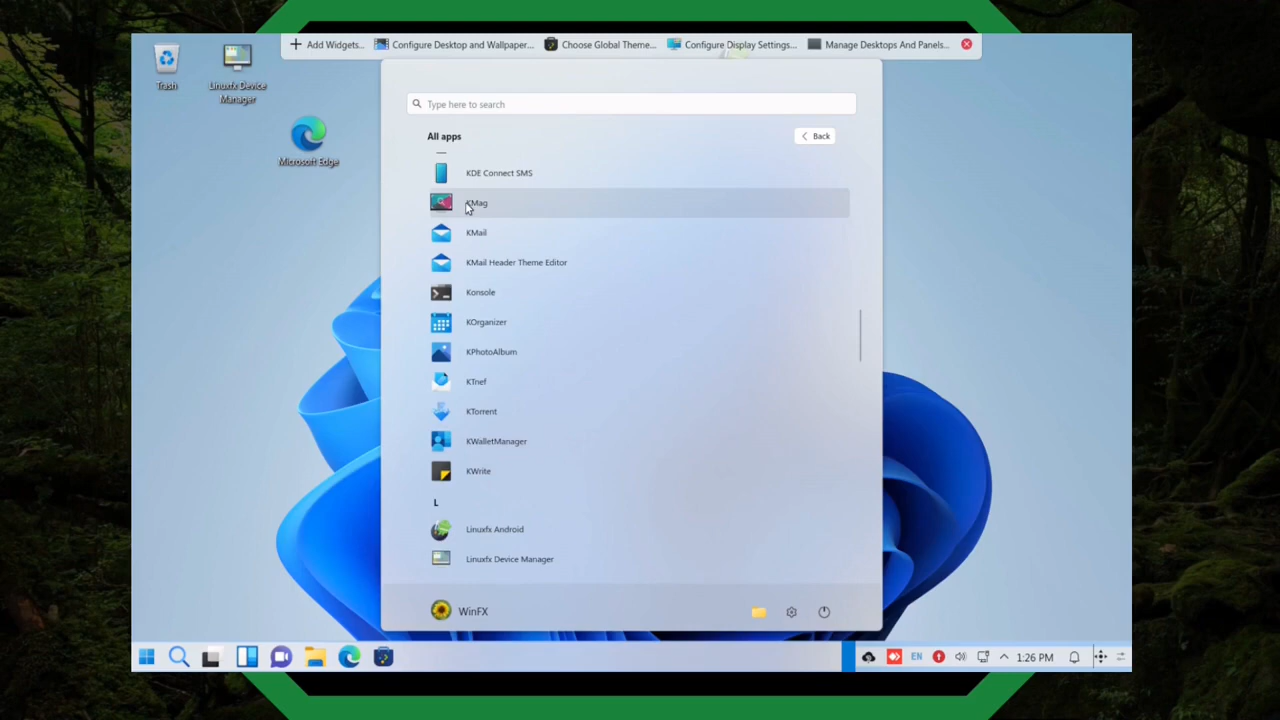 Add Widgets... Configure Desktop and Wallpaper... Choose Global Theme... Configure Display Settings... Manage Desktops And Panels...
Trash
Linuxfx Device
Manager
Microsoft Edge
Type here to search
All apps
Back
KDE Connect SMS
KMag
KMail
KMail Header Theme Editor
Konsole
KOrganizer
KPhotoAlbum
KTnef
KTorrent
KWalletManager
KWrite
L
Linuxfx Android
Linuxfx Device Manager
WinFX
EN 1:26 PM